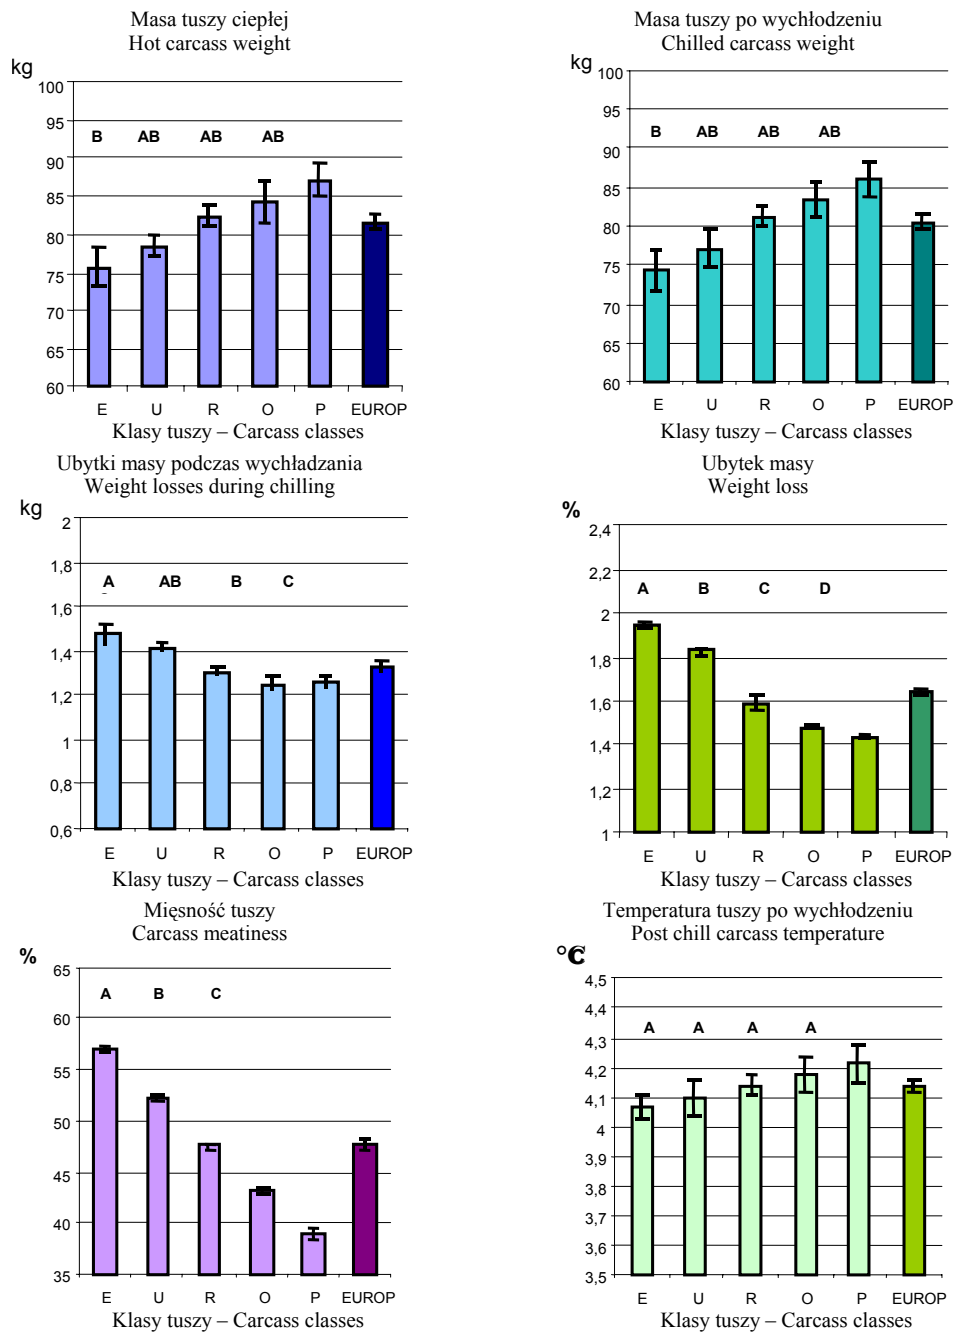 Masa tuszy ciepłej
Hot carcass weight
kg
100
95
90
85
80
75
70
65
60
B AB AB AB
E U R O P EUROP
Klasy tuszy – Carcass classes
Masa tuszy po wychłodzeniu
Chilled carcass weight
kg
100
95
90
85
80
75
70
65
60
B AB AB AB
E U R O P EUROP
Klasy tuszy – Carcass classes
Ubytki masy podczas wychładzania
Weight losses during chilling
kg
2
1,8
1,6
1,4
1,2
1
0,8
0,6
A AB B C
E U R O P EUROP
Klasy tuszy – Carcass classes
Ubytek masy
Weight loss
%
2,4
2,2
2
1,8
1,6
1,4
1,2
1
A B C D
E U R O P EUROP
Klasy tuszy – Carcass classes
Mięsność tuszy
Carcass meatiness
%
65
60
55
50
45
40
35
A B C
E U R O P EUROP
Klasy tuszy – Carcass classes
Temperatura tuszy po wychłodzeniu
Post chill carcass temperature
°C
4,5
4,4
4,3
4,2
4,1
4
3,9
3,8
3,7
3,6
3,5
A A A A
E U R O P EUROP
Klasy tuszy – Carcass classes